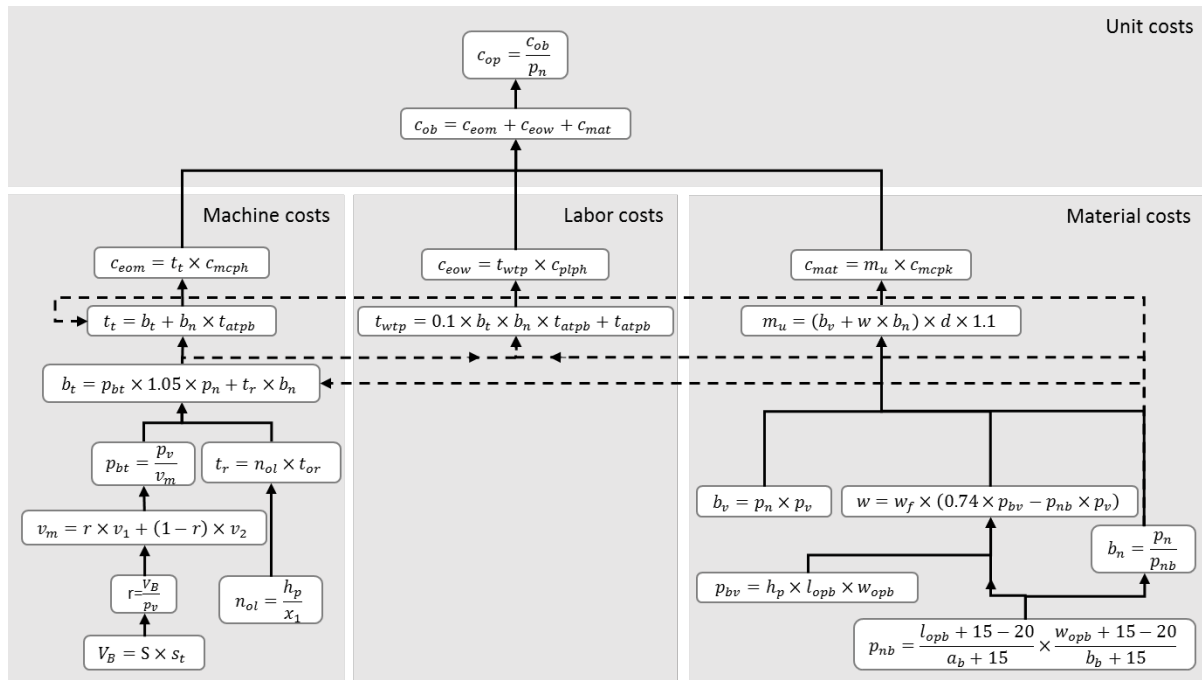 Unit costs
c_op = c_ob / p_n
c_ob = c_eom + c_eow + c_mat
Machine costs
c_eom = t_t × c_mcph
t_t = b_t + b_n × t_atpb
b_t = p_bt × 1.05 × p_n + t_r × b_n
p_bt = p_v / v_m
t_r = n_ol × t_or
v_m = r × v_1 + (1 − r) × v_2
r= V_B / p_v
n_ol = h_p / x_1
V_B = S × s_t
Labor costs
c_eow = t_wtp × c_plph
t_wtp = 0.1 × b_t × b_n × t_atpb + t_atpb
Material costs
c_mat = m_u × c_mcpk
m_u = (b_v + w × b_n) × d × 1.1
b_v = p_n × p_v
w = w_f × (0.74 × p_bv − p_nb × p_v)
b_n = p_n / p_nb
p_bv = h_p × l_opb × w_opb
p_nb = (l_opb + 15 − 20) / (a_b + 15) × (w_opb + 15 − 20) / (b_b + 15)